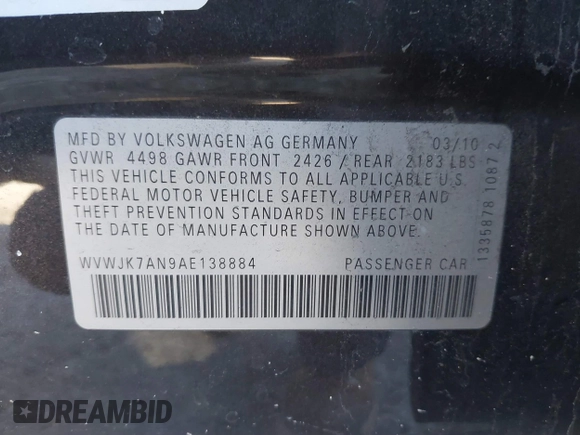 MFD BY VOLKSWAGEN AG GERMANY 03/10
GVWR 4498 GAWR FRONT 2426 / REAR 2183 LBS
THIS VEHICLE CONFORMS TO ALL APPLICABLE U.S.
FEDERAL MOTOR VEHICLE SAFETY, BUMPER AND
THEFT PREVENTION STANDARDS IN EFFECT ON
THE DATE OF MANUFACTURE SHOWN ABOVE.
WVWJK7AN9AE138884 PASSENGER CAR
1335878 10872
DREAMBID